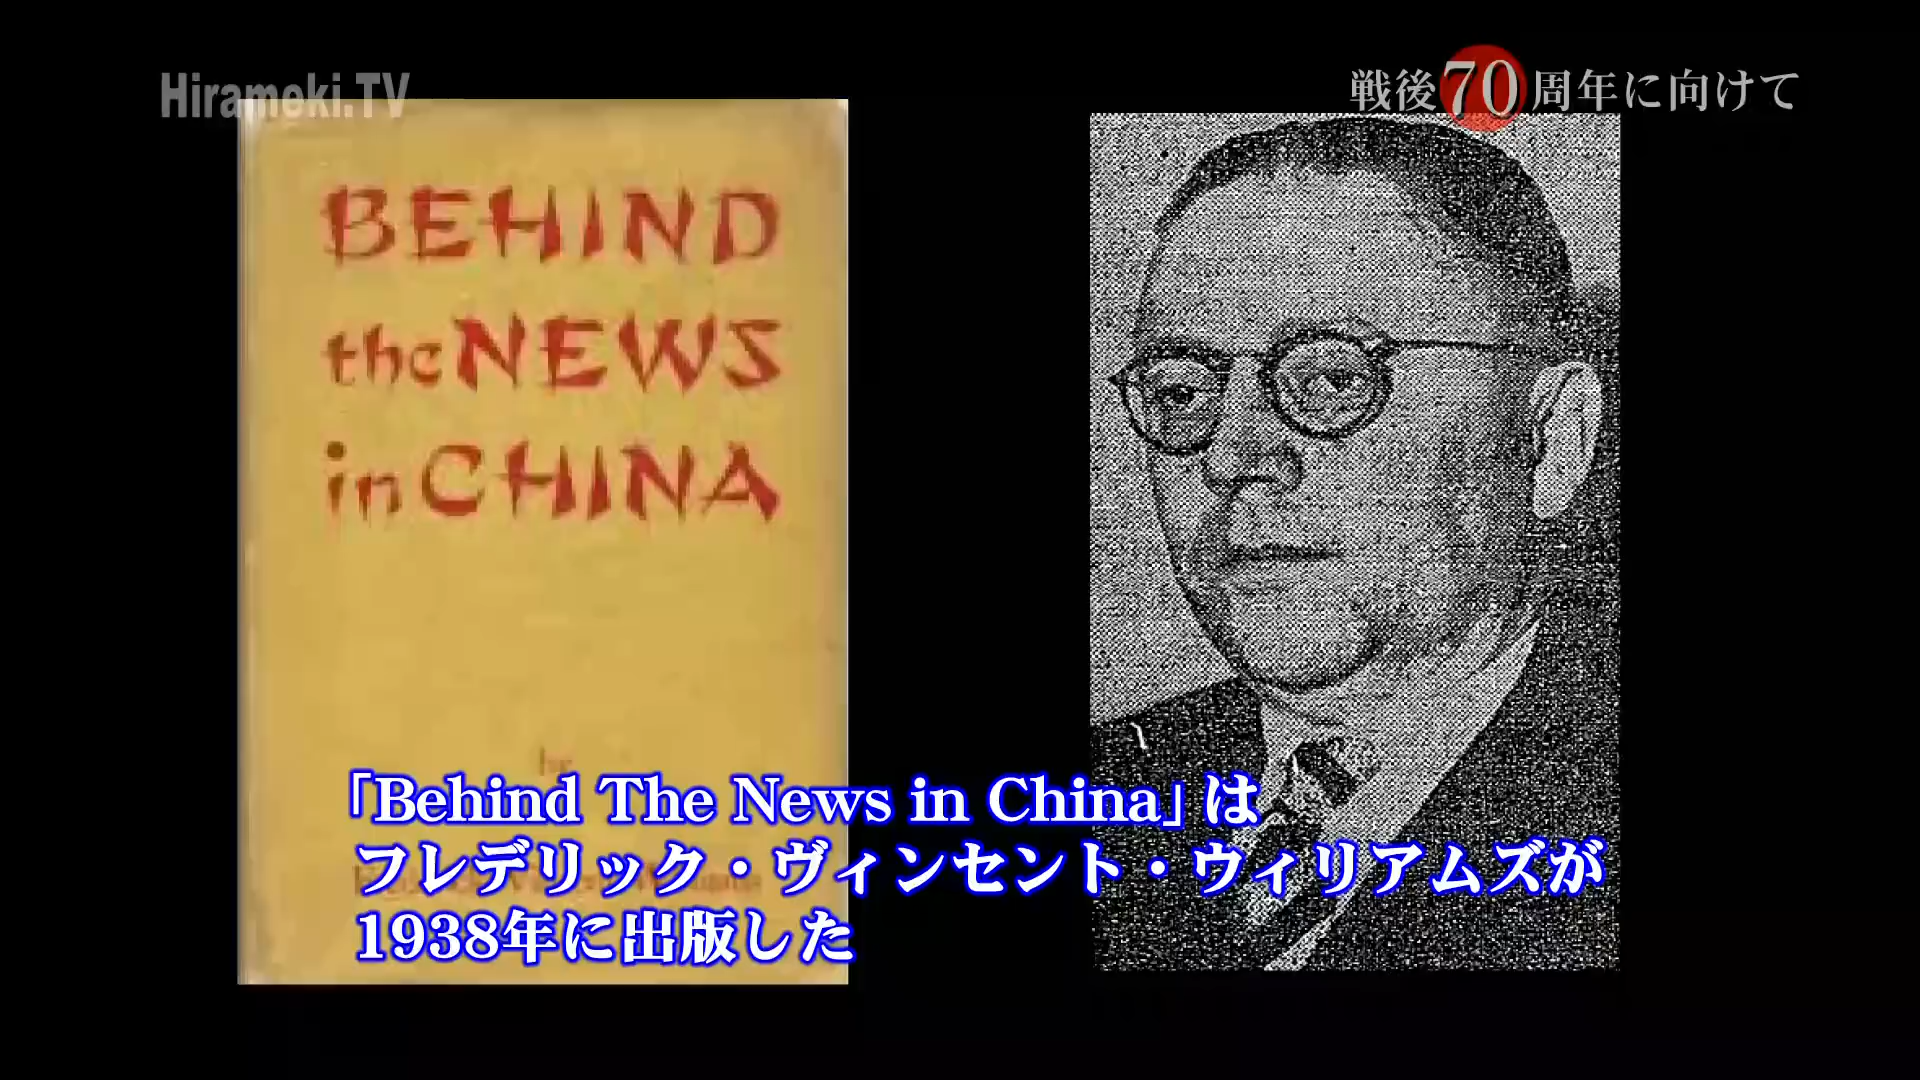 Hirameki.TV
戦後70周年に向けて
BEHIND
the NEWS
in CHINA
by
「Behind The News in China」は
フレデリック・ヴィンセント・ウィリアムズが
1938年に出版した